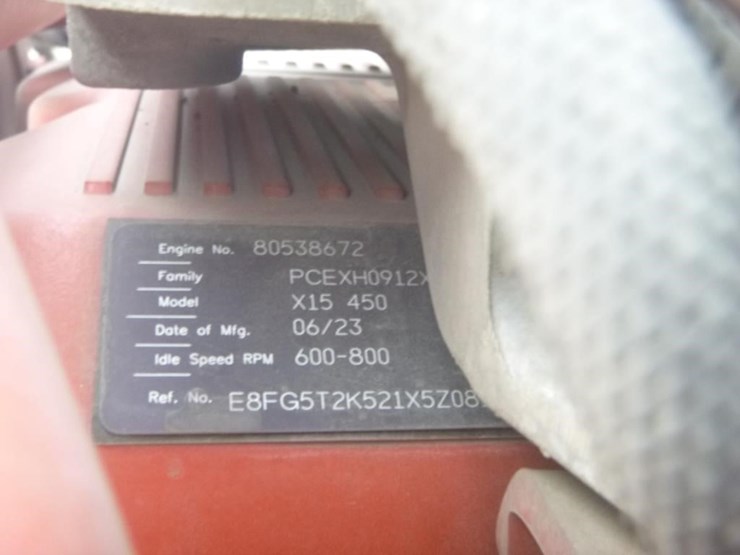 Engine No. 80538672
Family PCEXH0912X
Model X15 450
Date of Mfg. 06/23
Idle Speed RPM 600-800
Ref. No. E8FG5T2K521X5Z08